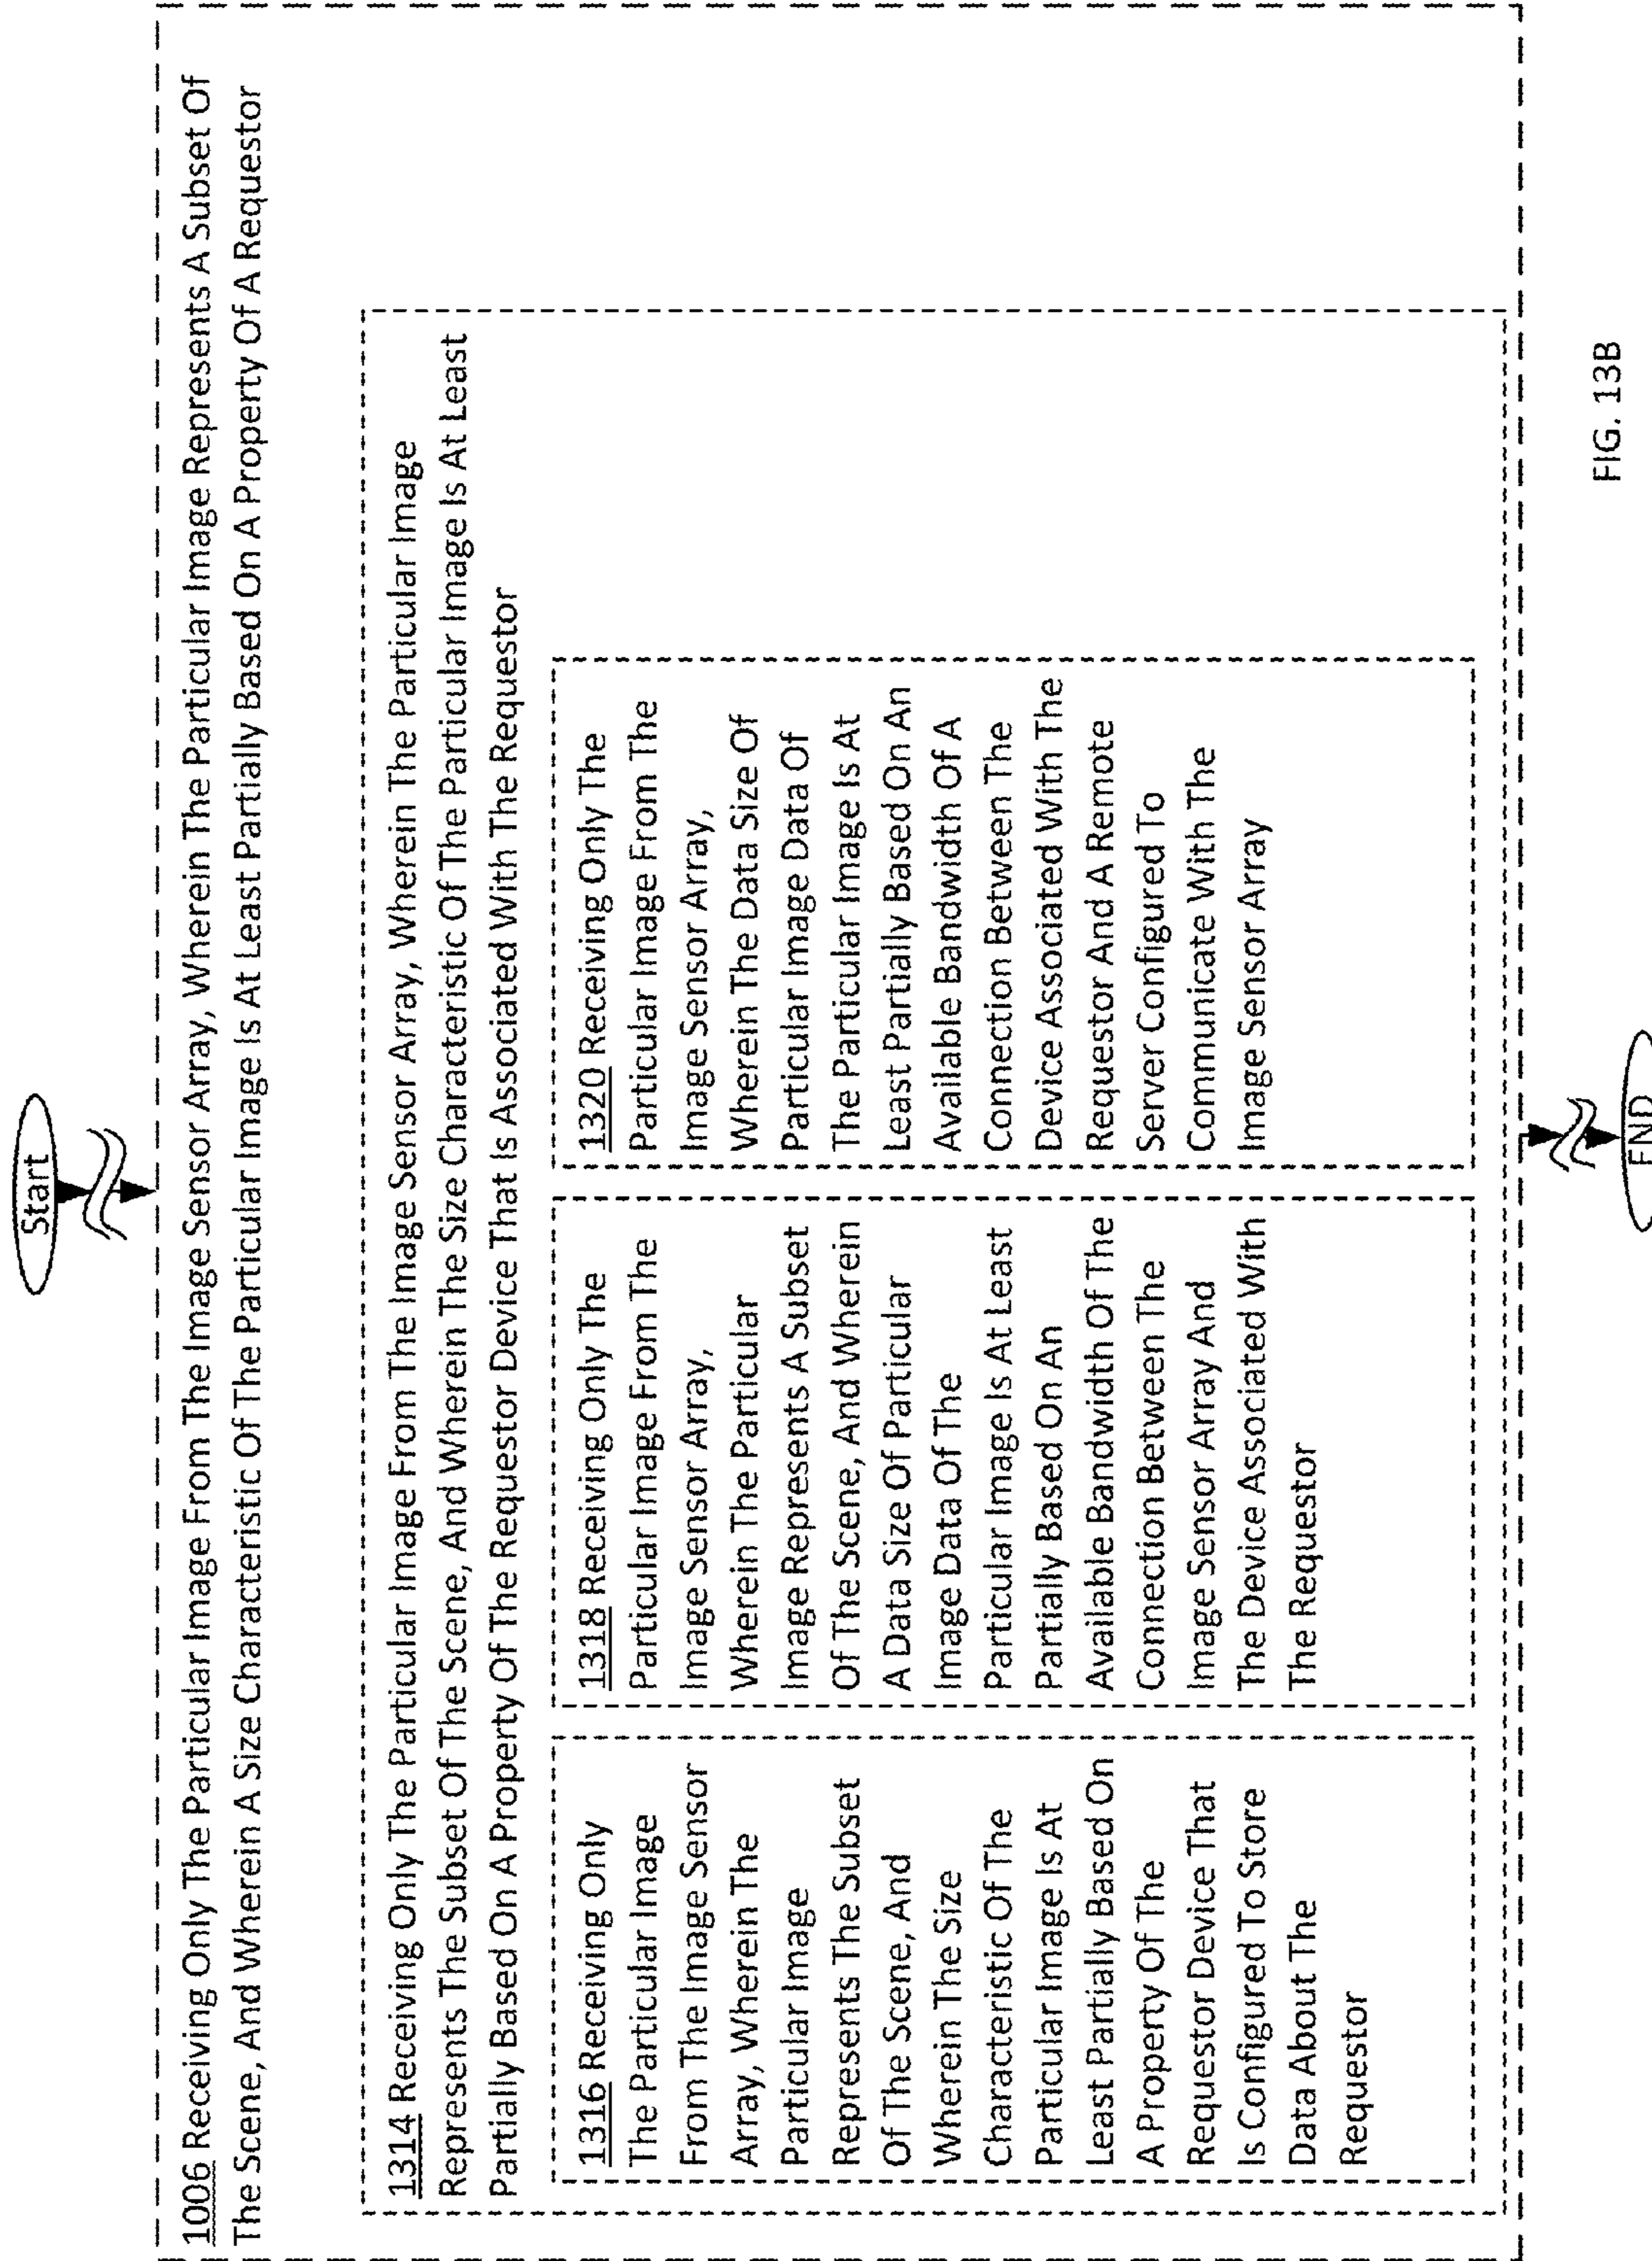 Start
1006 Receiving Only The Particular Image From The Image Sensor Array, Wherein The Particular Image Represents A Subset Of
The Scene, And Wherein A Size Characteristic Of The Particular Image Is At Least Partially Based On A Property Of A Requestor
1314 Receiving Only The Particular Image From The Image Sensor Array, Wherein The Particular Image
Represents The Subset Of The Scene, And Wherein The Size Characteristic Of The Particular Image Is At Least
Partially Based On A Property Of The Requestor Device That Is Associated With The Requestor
1316 Receiving Only
The Particular Image
From The Image Sensor
Array, Wherein The
Particular Image
Represents The Subset
Of The Scene, And
Wherein The Size
Characteristic Of The
Particular Image Is At
Least Partially Based On
A Property Of The
Requestor Device That
Is Configured To Store
Data About The
Requestor
1318 Receiving Only The
Particular Image From The
Image Sensor Array,
Wherein The Particular
Image Represents A Subset
Of The Scene, And Wherein
A Data Size Of Particular
Image Data Of The
Particular Image Is At Least
Partially Based On An
Available Bandwidth Of The
Connection Between The
Image Sensor Array And
The Device Associated With
The Requestor
1320 Receiving Only The
Particular Image From The
Image Sensor Array,
Wherein The Data Size Of
Particular Image Data Of
The Particular Image Is At
Least Partially Based On An
Available Bandwidth Of A
Connection Between The
Device Associated With The
Requestor And A Remote
Server Configured To
Communicate With The
Image Sensor Array
END
FIG. 13B